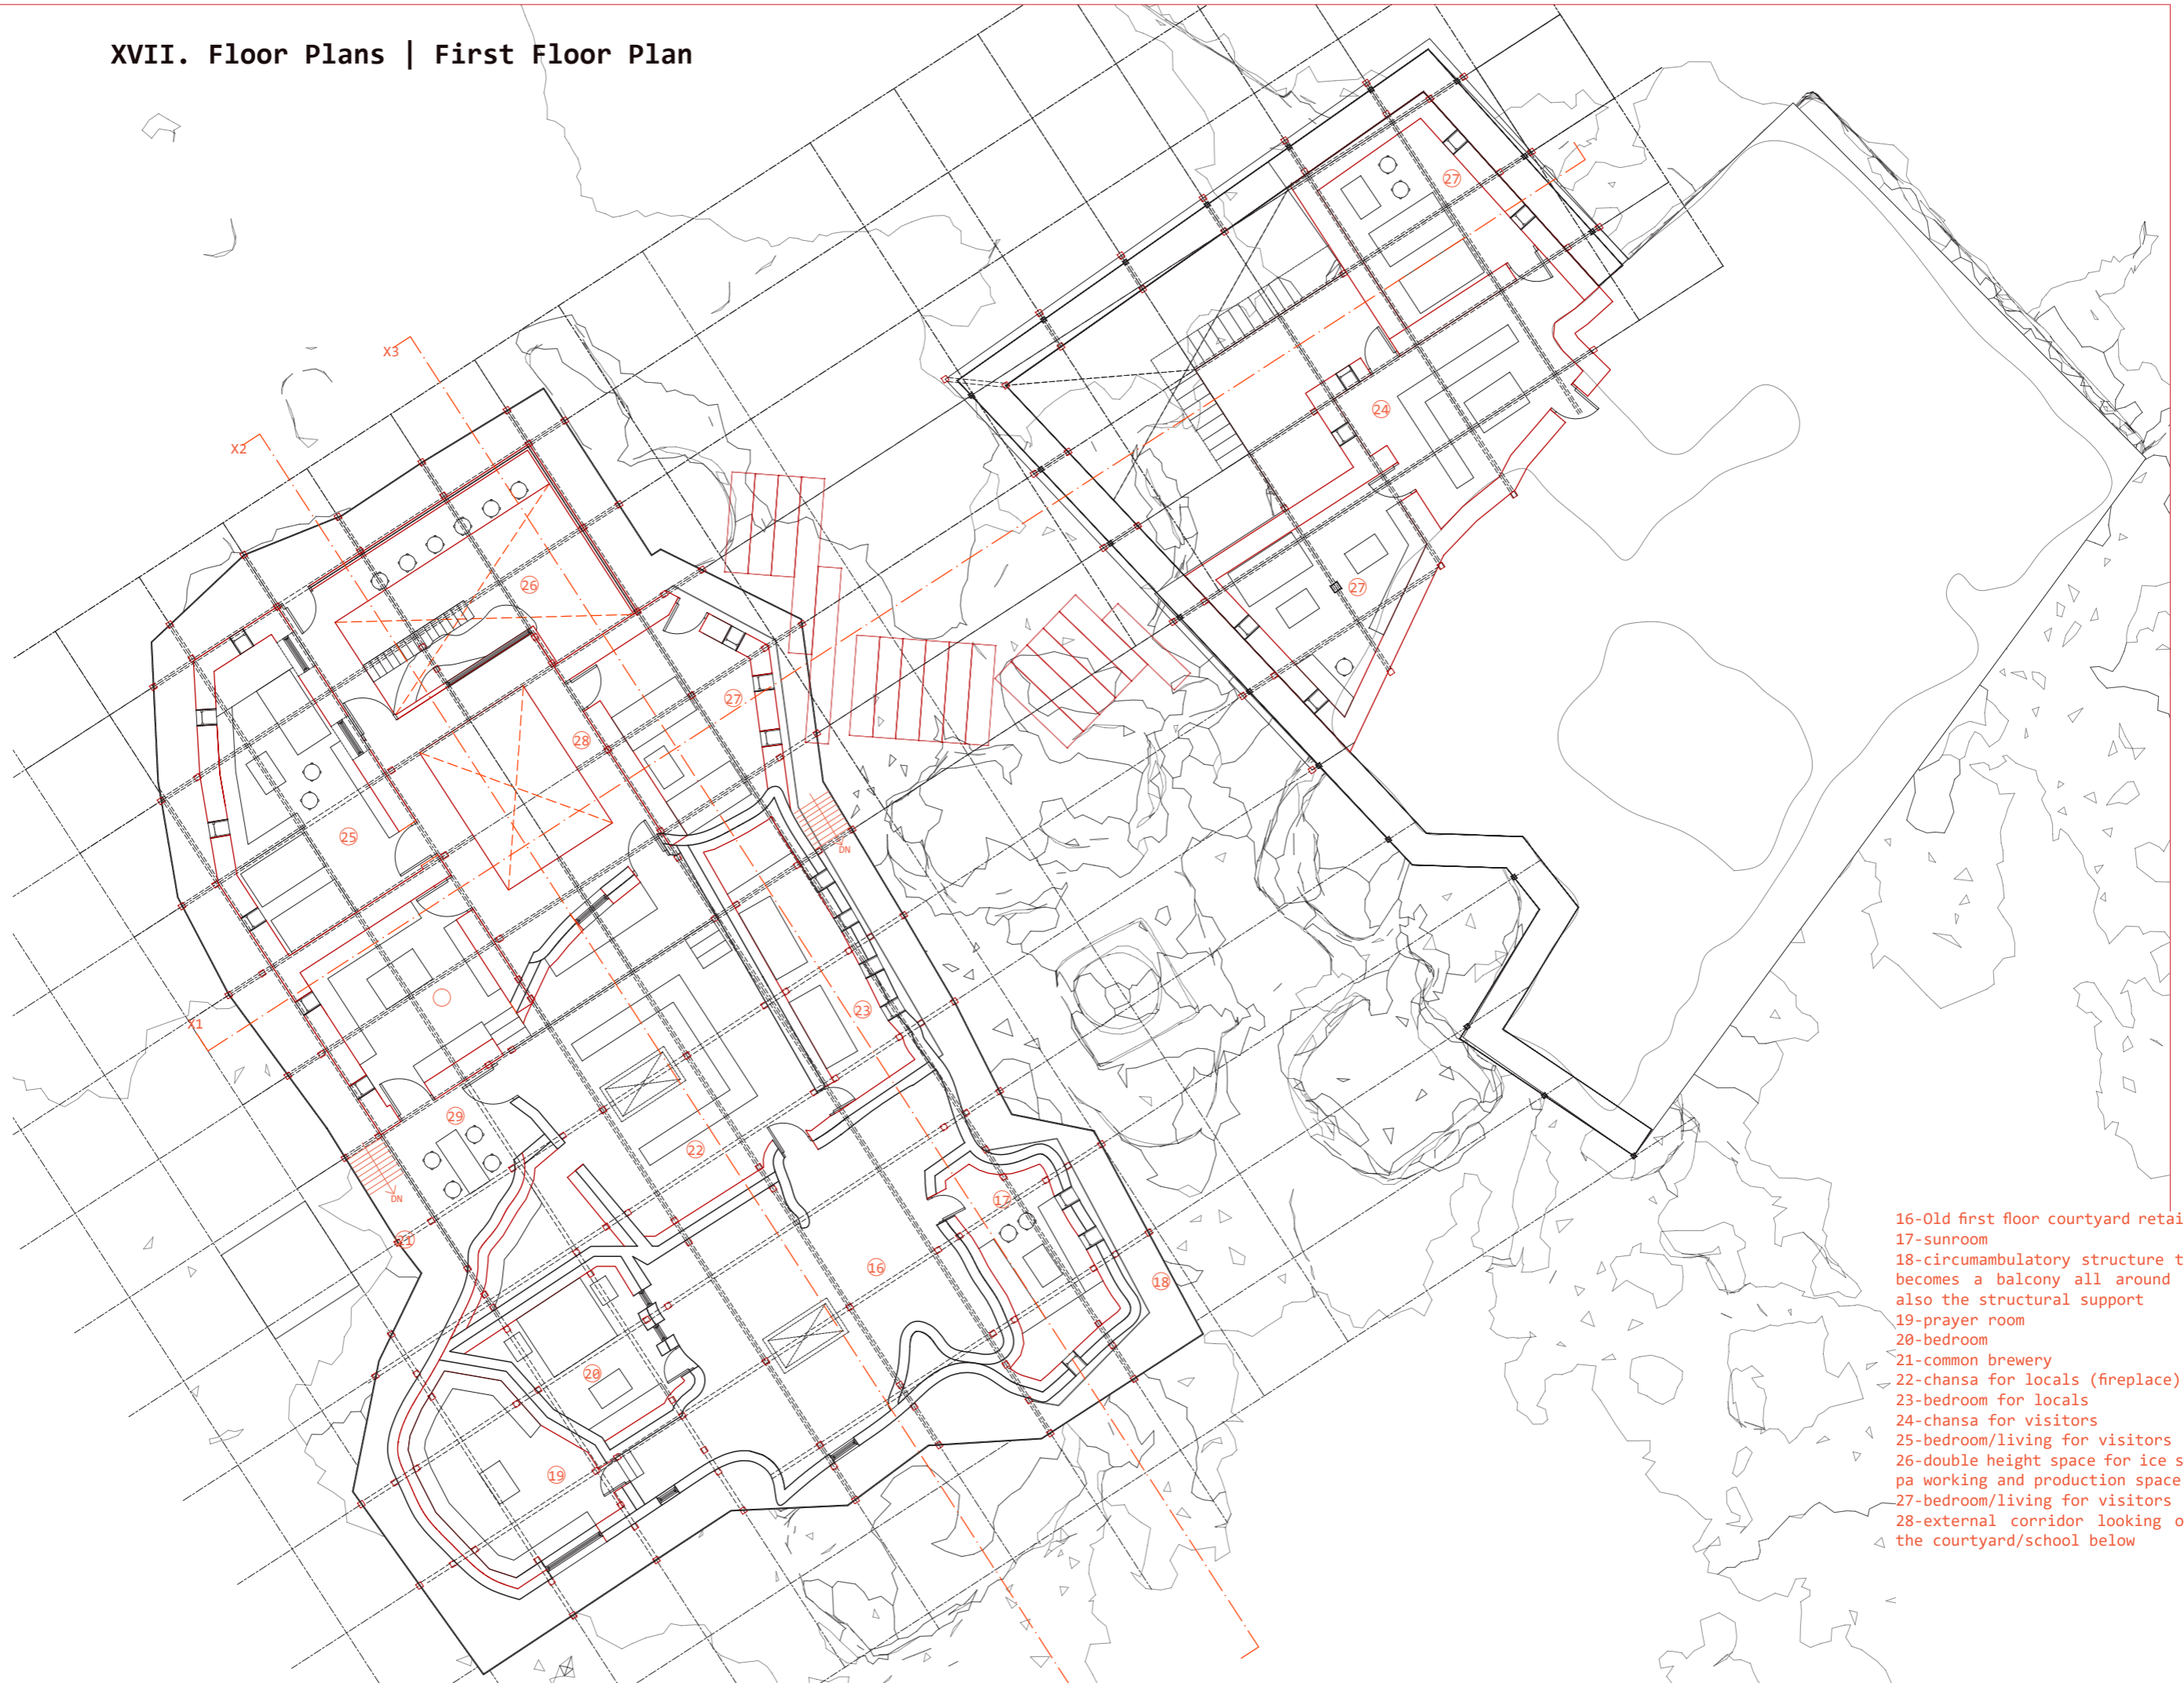 XVII. Floor Plans | First Floor Plan
X3
X2
27
24
26
27
27
28
25
DN
23
X1
29
22
DN
21
17
16
18
20
19
16-Old first floor courtyard
17-sunroom
18-circumambulatory structure
becomes a balcony all around
also the structural support
19-prayer room
20-bedroom
21-common brewery
22-chansa for locals (fireplace)
23-bedroom for locals
24-chansa for visitors
25-bedroom/living for visitors
26-double height space for ice
pa working and production space
27-bedroom/living for visitors
28-external corridor looking
the courtyard/school below